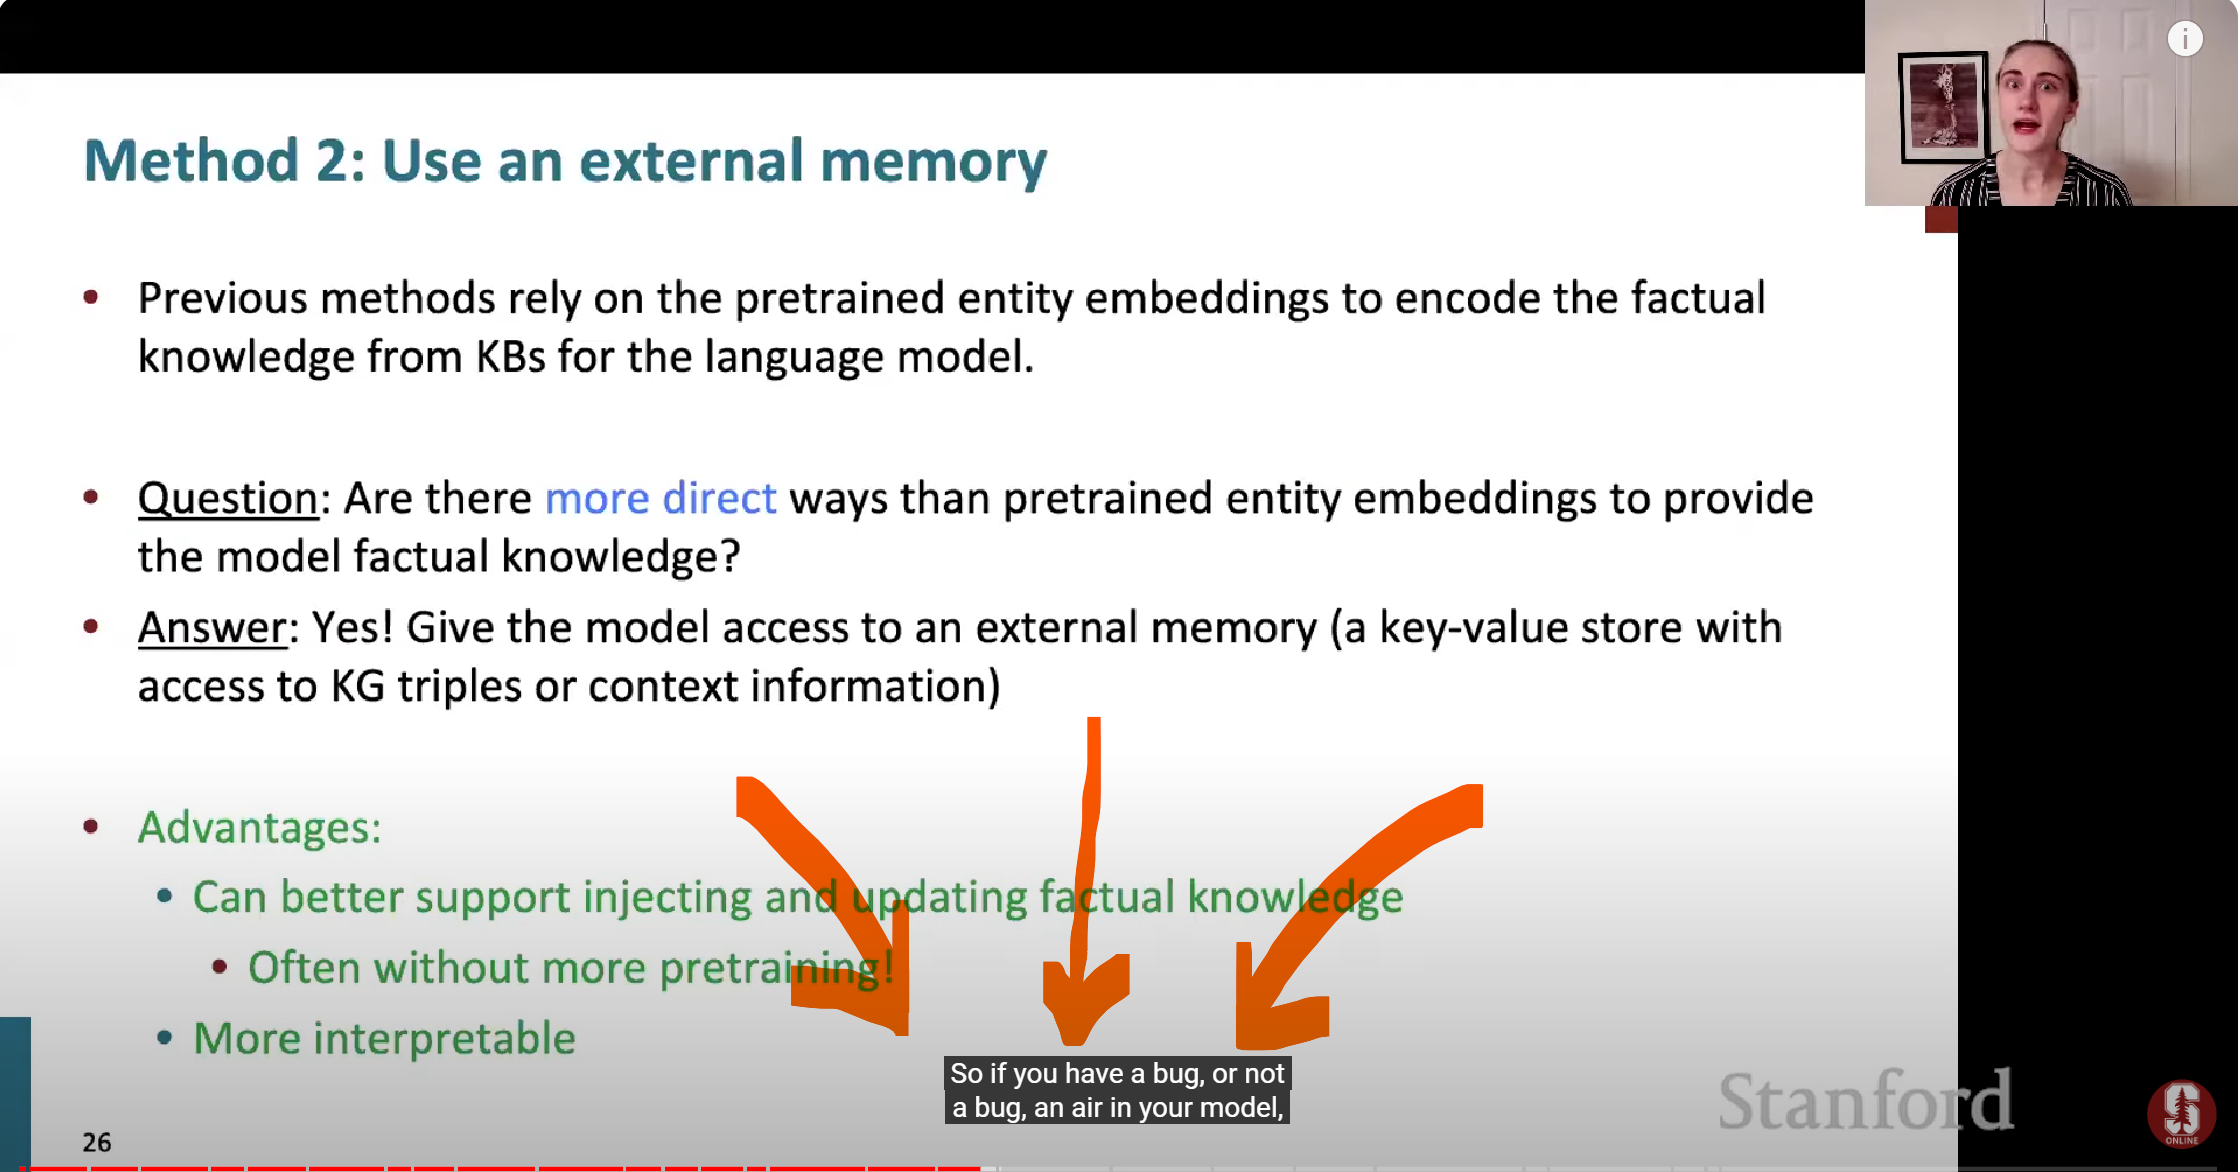 Method 2: Use an external memory
• Previous methods rely on the pretrained entity embeddings to encode the factual
knowledge from KBs for the language model.
• Question: Are there more direct ways than pretrained entity embeddings to provide
the model factual knowledge?
• Answer: Yes! Give the model access to an external memory (a key-value store with
access to KG triples or context information)
• Advantages:
• Can better support injecting and updating factual knowledge
• Often without more pretraining!
• More interpretable
So if you have a bug, or not
a bug, an air in your model,
26
Stanford
S
ONLINE
i